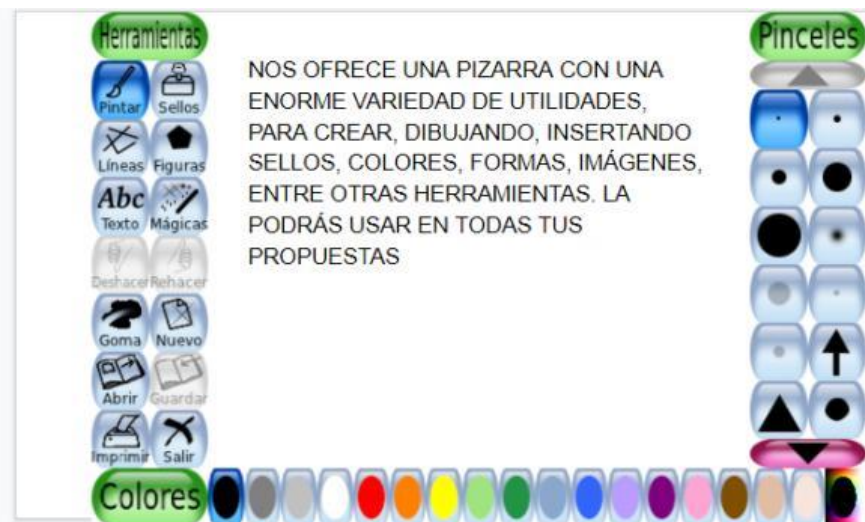 Herramientas
Pinceles
Pintar Sellos
Líneas Figuras
Abc
Texto Mágicas
Deshacer Rehacer
Goma Nuevo
Abrir Guardar
Imprimir Salir
NOS OFRECE UNA PIZARRA CON UNA
ENORME VARIEDAD DE UTILIDADES,
PARA CREAR, DIBUJANDO, INSERTANDO
SELLOS, COLORES, FORMAS, IMÁGENES,
ENTRE OTRAS HERRAMIENTAS. LA
PODRÁS USAR EN TODAS TUS
PROPUESTAS
Colores